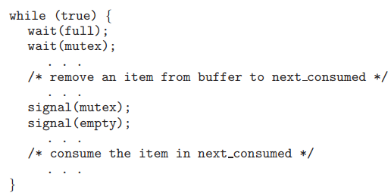 while (true) {
wait(full);
wait(mutex);
. . .
/* remove an item from buffer to next_consumed */
. . .
signal(mutex);
signal(empty);
. . .
/* consume the item in next_consumed */
. . .
}